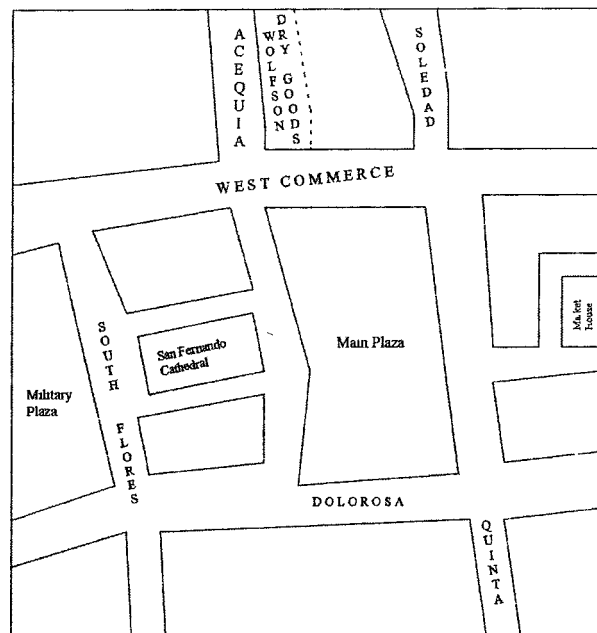 ACEQUIA
WOLFSON
DRY GOODS
SOLEDAD
WEST COMMERCE
SOUTH FLORES
San Fernando
Cathedral
Main Plaza
Market
house
Military
Plaza
DOLOROSA
QUINTA